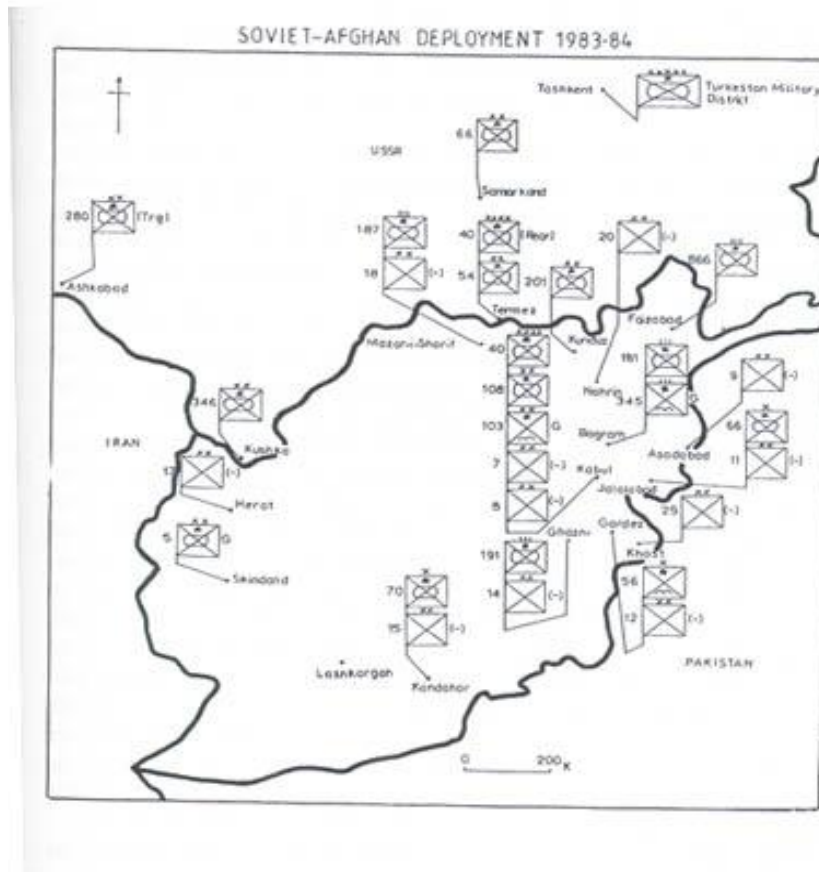 SOVIET-AFGHAN DEPLOYMENT 1983-84
Tashkent
Turkestan Military
District
66
USSR
Samarkand
280
(Trg)
187
40
(Rear)
20
(-)
866
18
(-)
54
201
Ashkabad
Termez
Faizabad
Mazari-Sharif
40
Kunduz
181
9
(-)
Nahrin
108
345
G
346
66
103
G
Bagram
IRAN
Kushka
Asadabad
11
(-)
7
(-)
Kabul
17
(-)
Jalalabad
8
(-)
25
(-)
Herat
Ghazni
Gardez
5
G
191
Khost
56
Skindand
70
14
(-)
12
(-)
15
(-)
PAKISTAN
Lashkargah
Kandahar
0
200 K